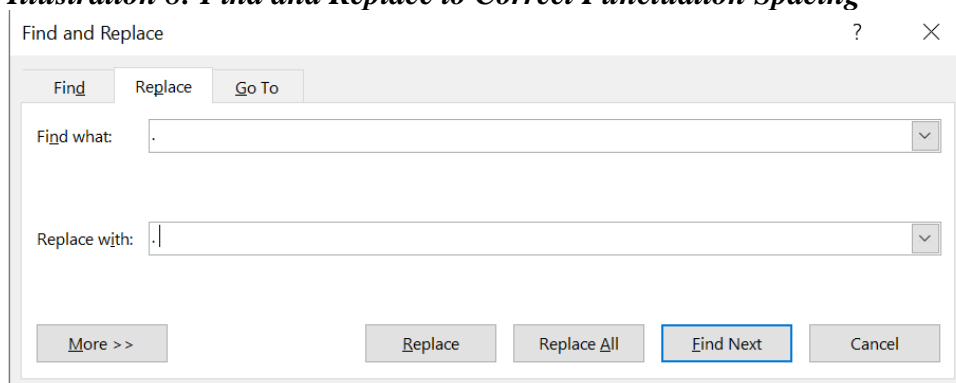 Illustration 8: Find and Replace to Correct Punctuation Spacing
Find and Replace ? ×
Find Replace Go To
Find what: .
Replace with: .
More >> Replace Replace All Find Next Cancel